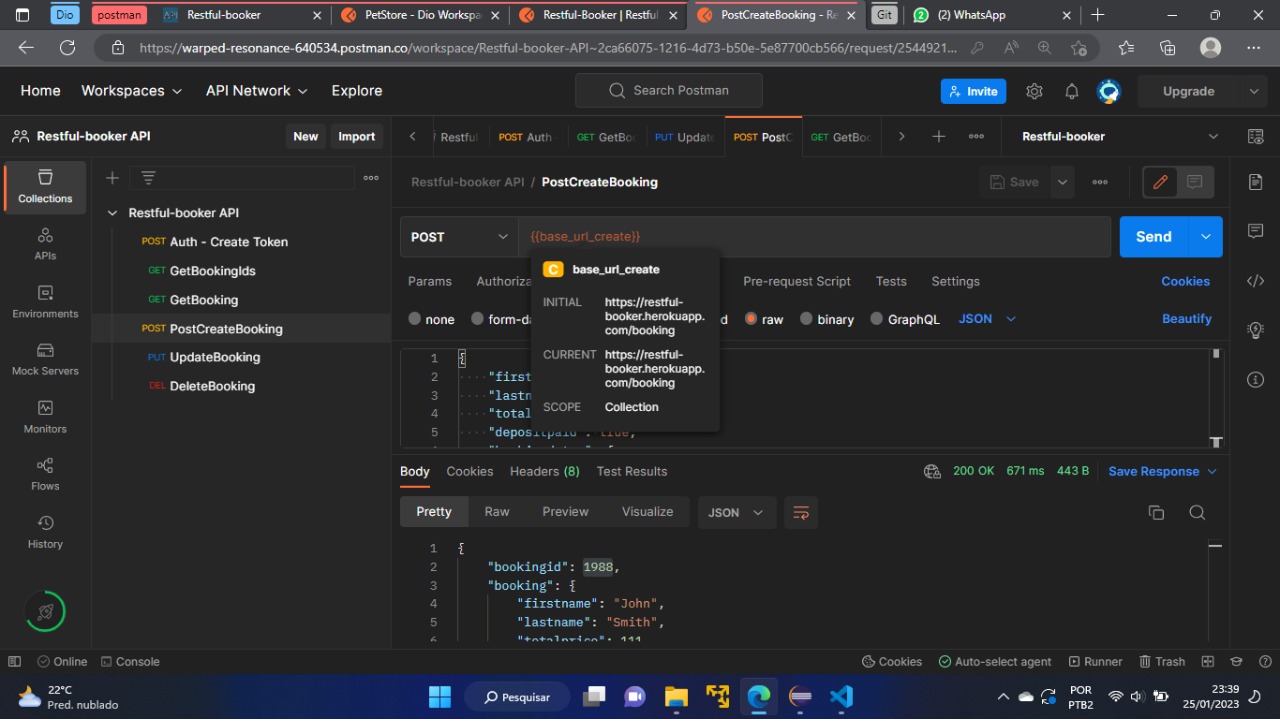 Dio
postman
Restful-booker
PetStore - Dio Workspa
Restful-Booker | Restful
PostCreateBooking - Re
Git
(2) WhatsApp
https://warped-resonance-640534.postman.co/workspace/Restful-booker-API~2ca66075-1216-4d73-b50e-5e87700cb566/request/2544921...
Home
Workspaces
API Network
Explore
Search Postman
Invite
Upgrade
Restful-booker API
New
Import
Restful
POST Auth
GET GetBoo
PUT Update
POST PostC
GET GetBo
Restful-booker
Collections
APIs
Environments
Mock Servers
Monitors
Flows
History
Restful-booker API
POST Auth - Create Token
GET GetBookingIds
GET GetBooking
POST PostCreateBooking
PUT UpdateBooking
DEL DeleteBooking
Restful-booker API / PostCreateBooking
Save
POST
{{base_url_create}}
Send
Params
Authoriza
Pre-request Script
Tests
Settings
Cookies
none
form-da
d
raw
binary
GraphQL
JSON
Beautify
C base_url_create
INITIAL
https://restful-
booker.herokuapp.
com/booking
CURRENT
https://restful-
booker.herokuapp.
com/booking
SCOPE
Collection
1 {
2 "first
3 "lastn
4 "total
5 "depositpaid": true,
Body
Cookies
Headers (8)
Test Results
200 OK
671 ms
443 B
Save Response
Pretty
Raw
Preview
Visualize
JSON
1 {
2 "bookingid": 1988,
3 "booking": {
4 "firstname": "John",
5 "lastname": "Smith",
6 "totalprice": 111
Online
Console
Cookies
Auto-select agent
Runner
Trash
22°C
Pred. nublado
Pesquisar
POR
PTB2
23:39
25/01/2023